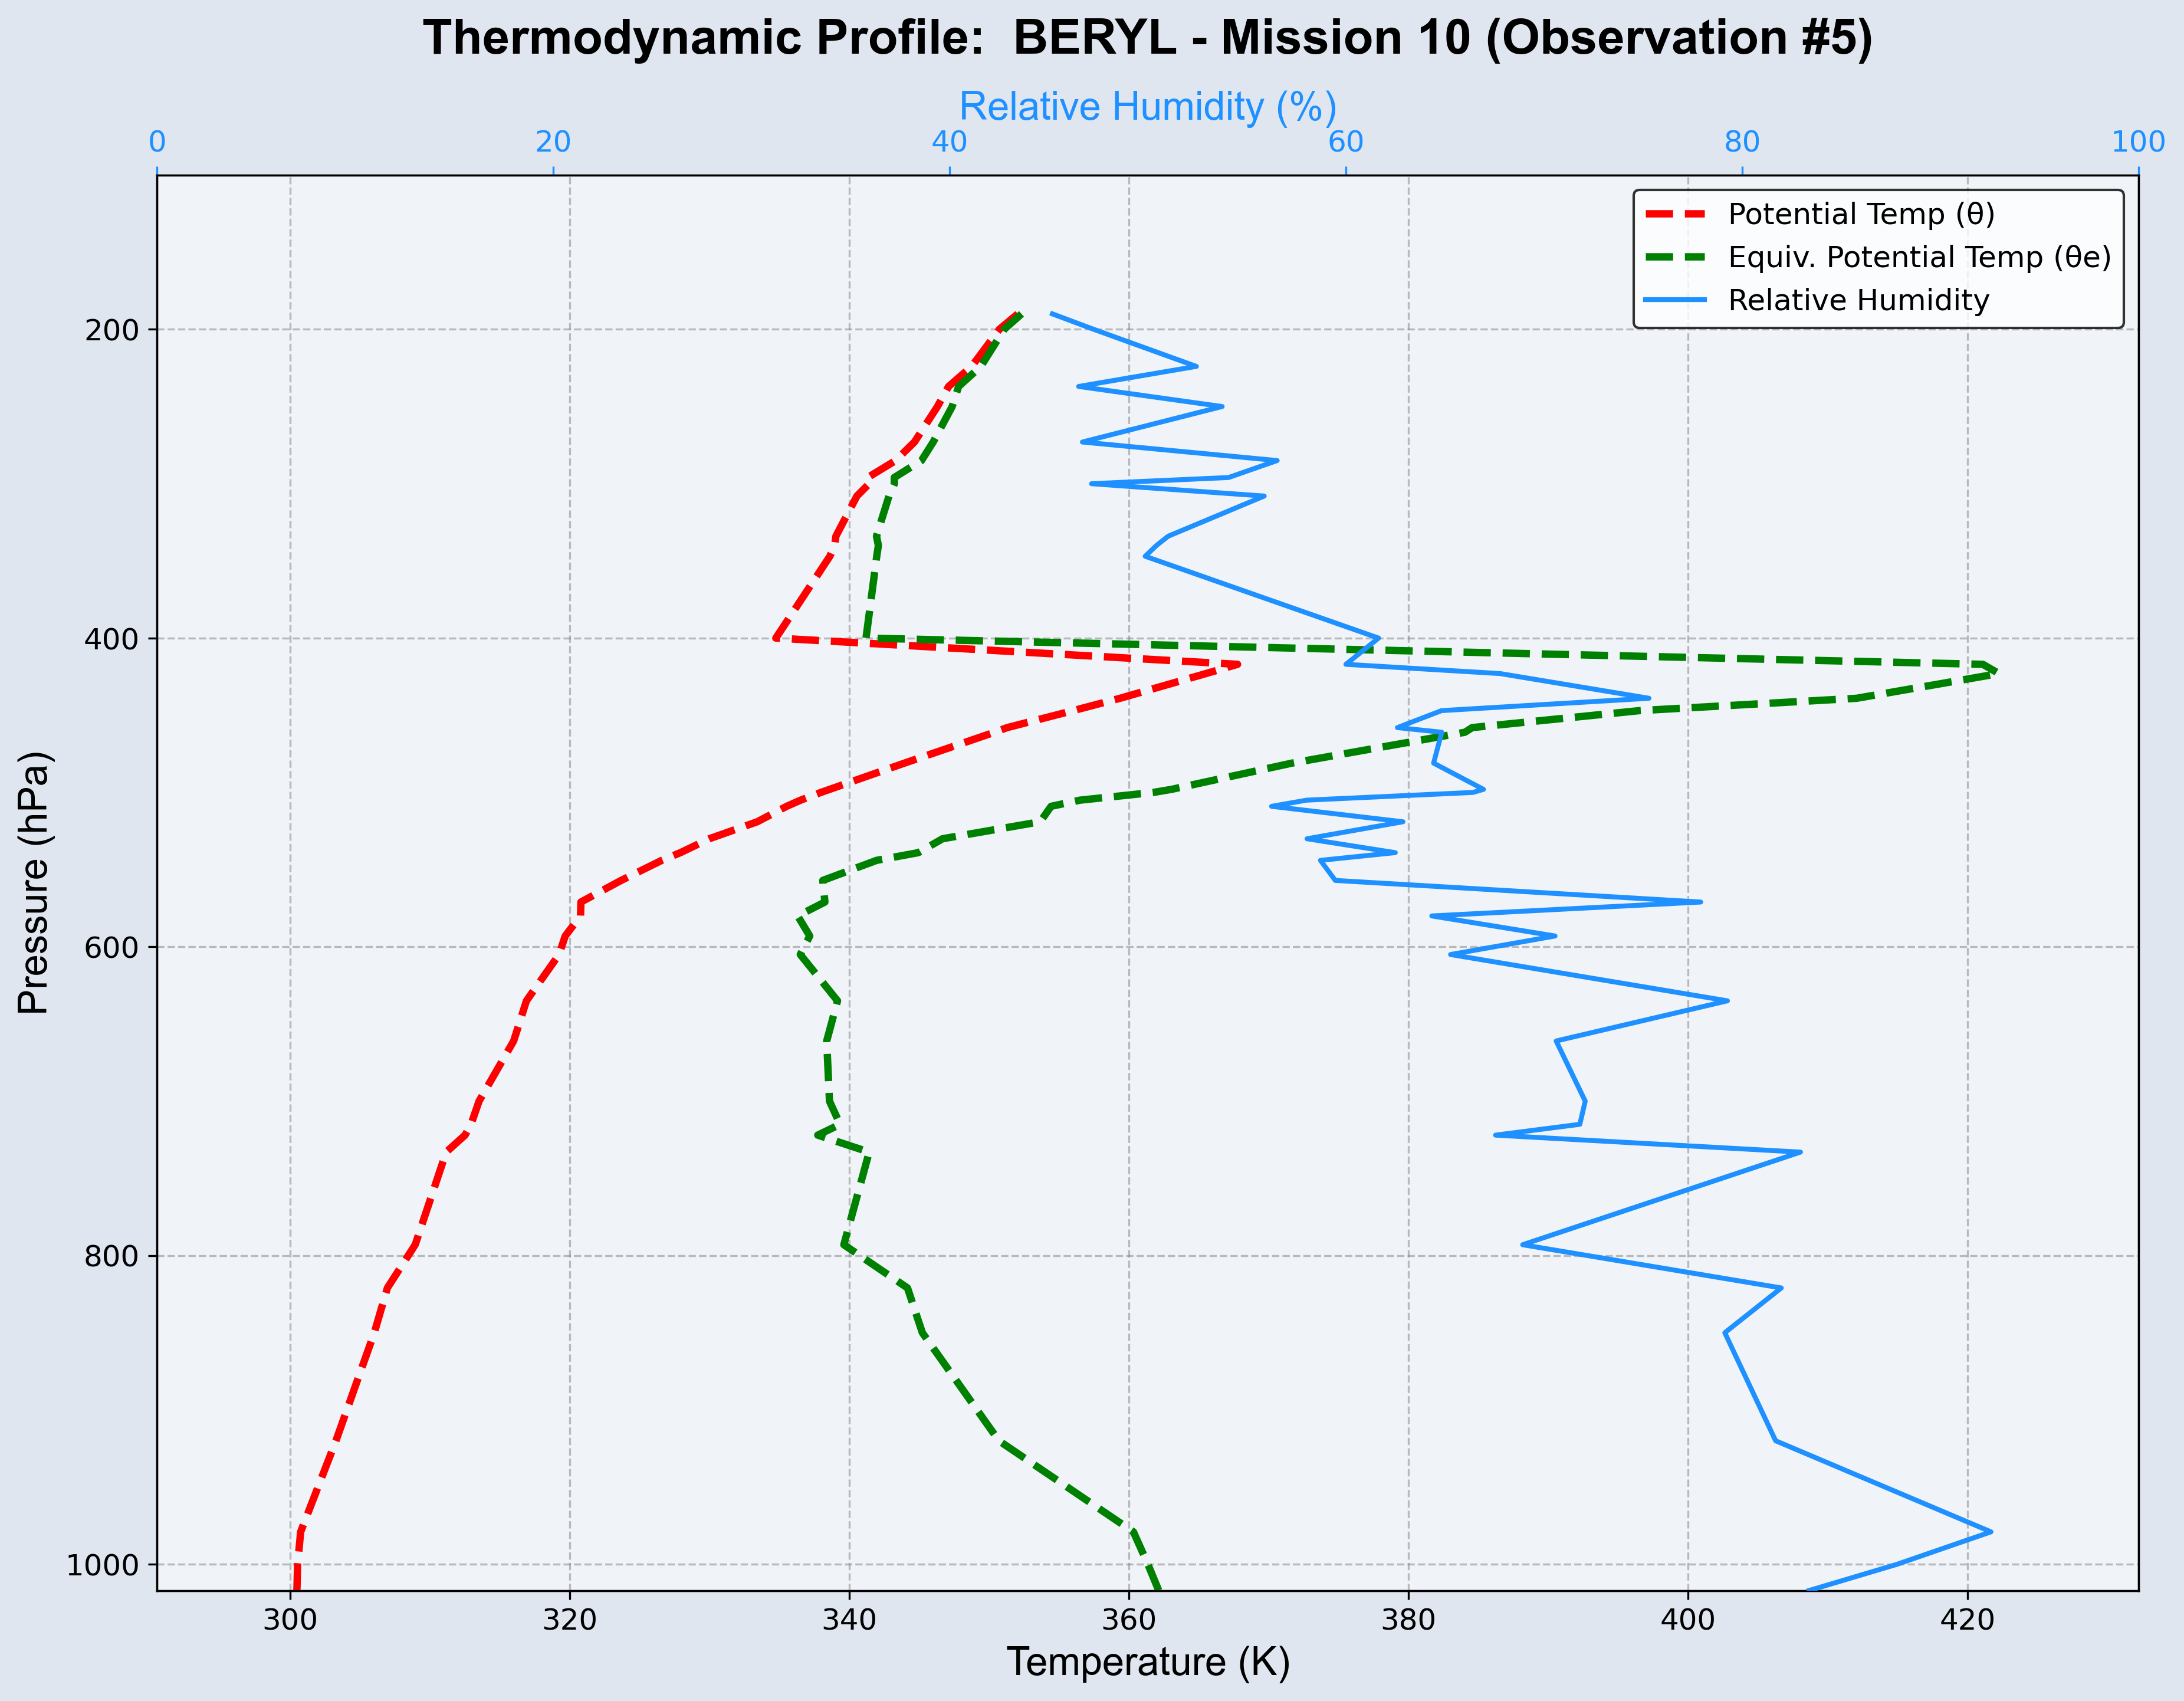 Thermodynamic Profile:  BERYL - Mission 10 (Observation #5)
Relative Humidity (%)
0 20 40 60 80 100
Potential Temp (θ)
Equiv. Potential Temp (θe)
Relative Humidity
Pressure (hPa)
200
400
600
800
1000
300 320 340 360 380 400 420
Temperature (K)